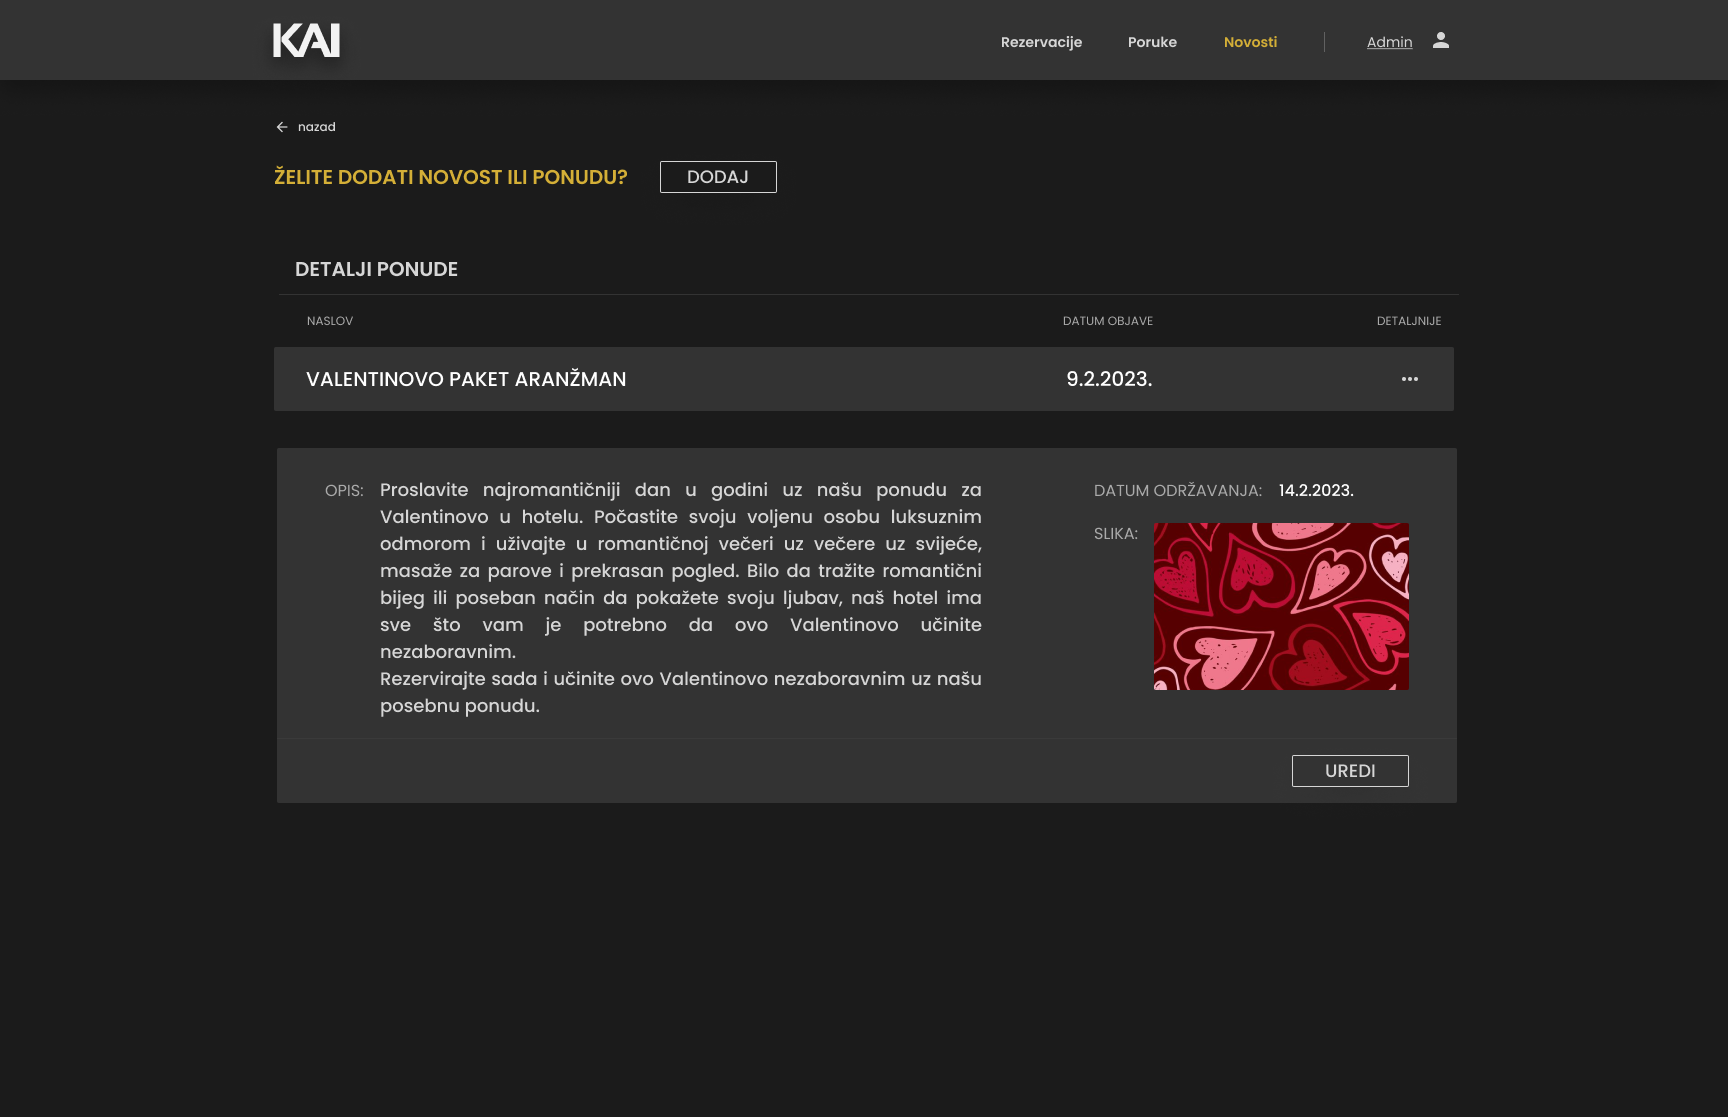 KAI
Rezervacije
Poruke
Novosti
Admin
nazad
ŽELITE DODATI NOVOST ILI PONUDU?
DODAJ
DETALJI PONUDE
NASLOV
DATUM OBJAVE
DETALJNIJE
VALENTINOVO PAKET ARANŽMAN
9.2.2023.
OPIS:
Proslavite najromantičniji dan u godini uz našu ponudu za
Valentinovo u hotelu. Počastite svoju voljenu osobu luksuznim
odmorom i uživajte u romantičnoj večeri uz večere uz svijeće,
masaže za parove i prekrasan pogled. Bilo da tražite romantični
bijeg ili poseban način da pokažete svoju ljubav, naš hotel ima
sve što vam je potrebno da ovo Valentinovo učinite
nezaboravnim.
Rezervirajte sada i učinite ovo Valentinovo nezaboravnim uz našu
posebnu ponudu.
DATUM ODRŽAVANJA:
14.2.2023.
SLIKA:
UREDI